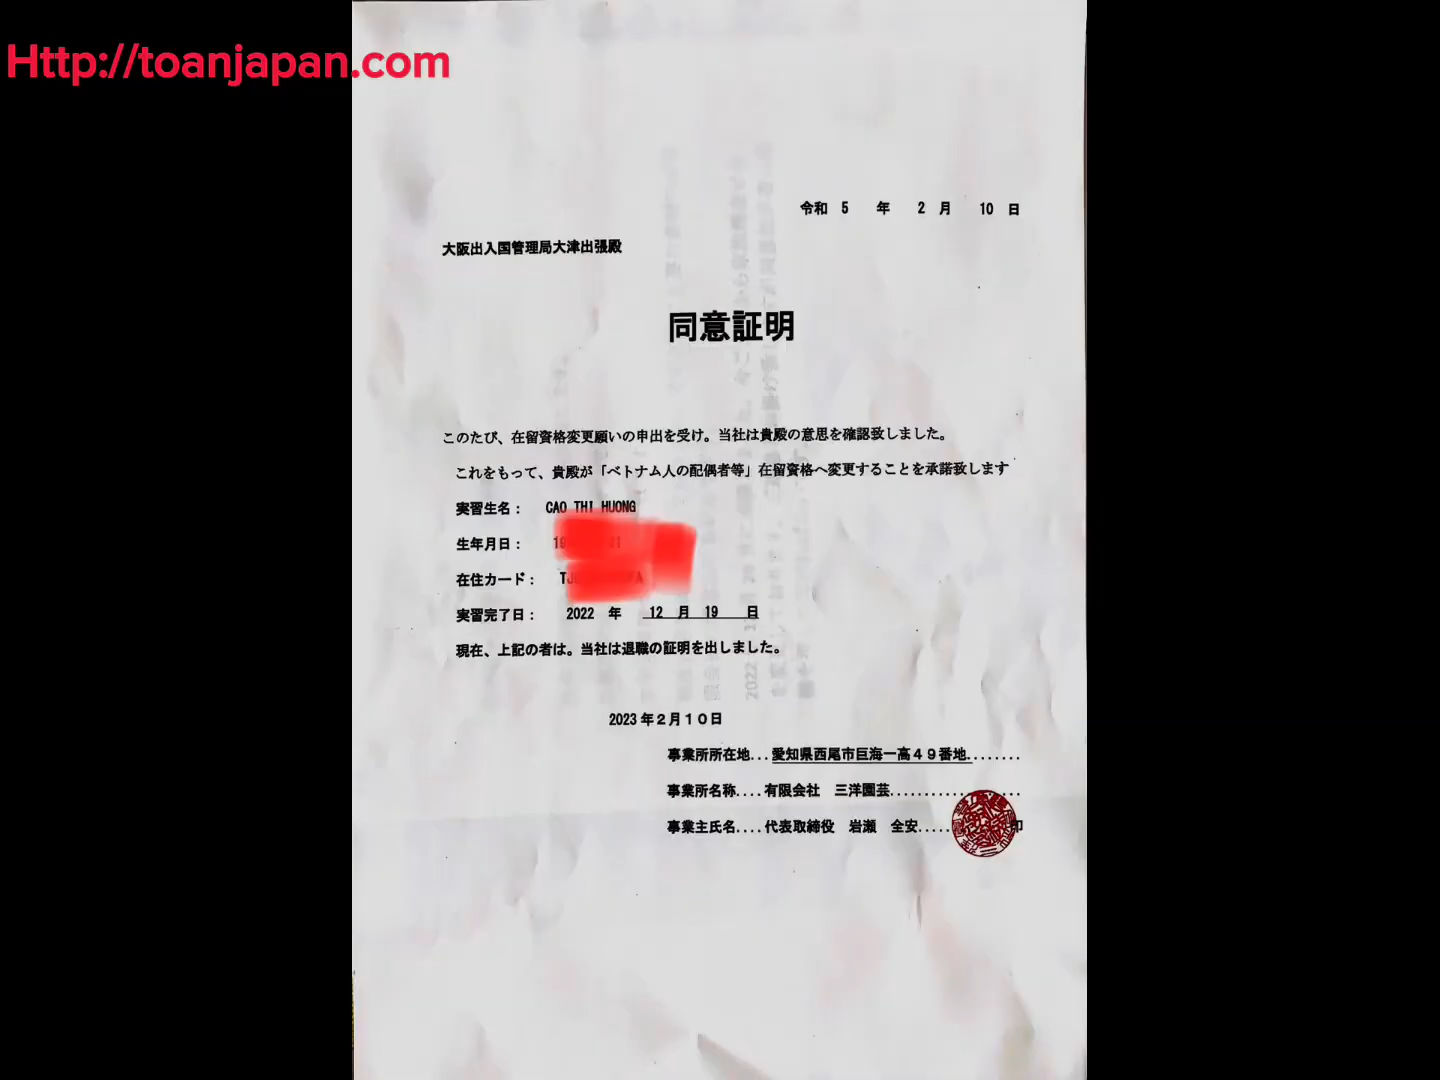 Http://toanjapan.com
令和 5 年 2 月 10 日
大阪出入国管理局大津出張殿
同意証明
このたび、在留資格変更願いの申出を受け。当社は貴殿の意思を確認致しました。
これをもって、貴殿が「ベトナム人の配偶者等」在留資格へ変更することを承諾致します
実習生名： CAO THI HUONG
生年月日：
在住カード：
実習完了日： 2022 年 12 月 19 日
現在、上記の者は。当社は退職の証明を出しました。
2023年2月10日
事業所所在地...愛知県西尾市巨海一高49番地........
事業所名称....有限会社 三洋園芸...................
事業主氏名....代表取締役 岩瀬 全安..... 印